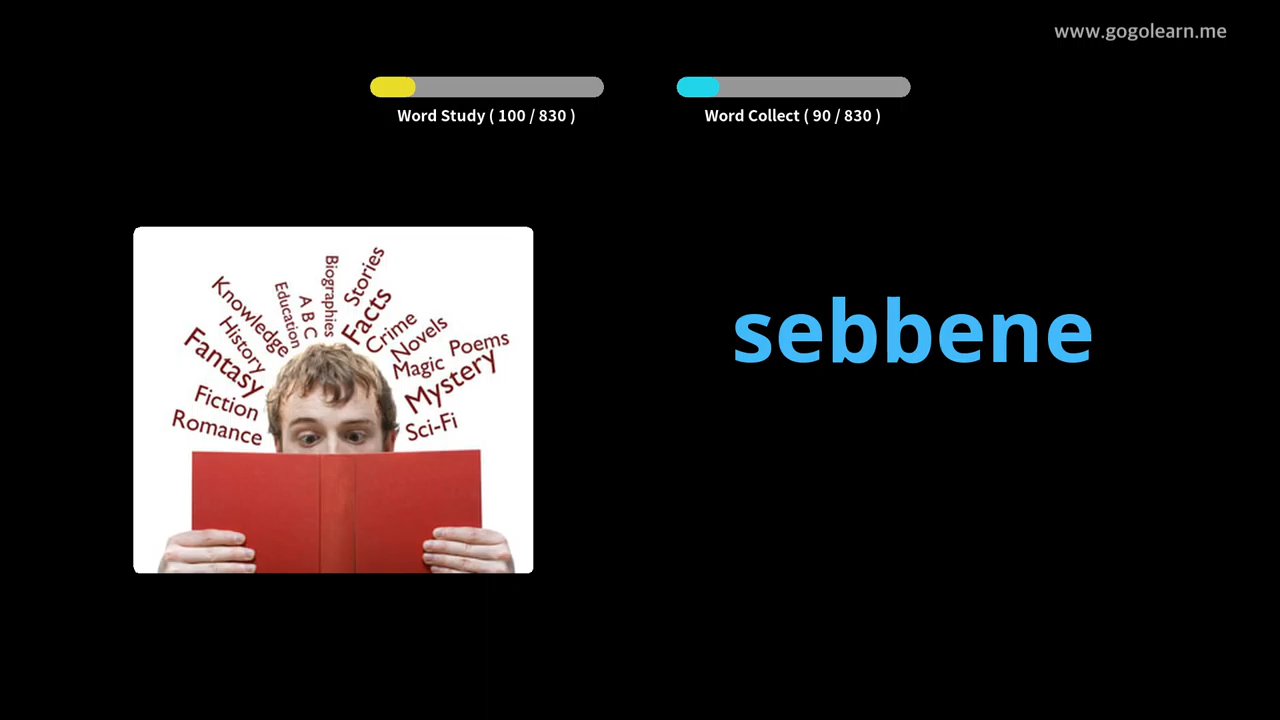 www.gogolearn.me
Word Study ( 100 / 830 )
Word Collect ( 90 / 830 )
Biographies
Stories
Education
A B C
Facts
Knowledge
Crime
History
Novels
Fantasy
Magic
Poems
Mystery
Fiction
Romance
Sci-Fi
sebbene